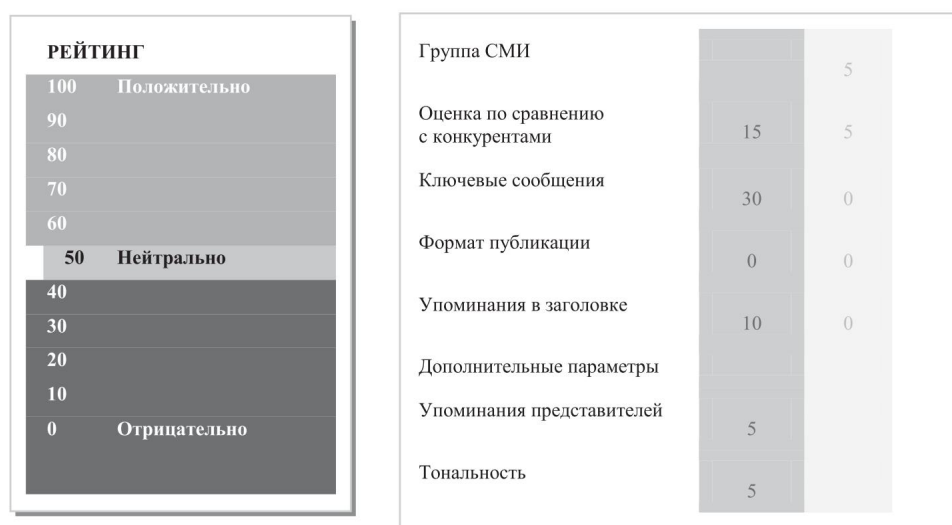 РЕЙТИНГ
100 Положительно
90
80
70
60
50 Нейтрально
40
30
20
10
0 Отрицательно
Группа СМИ
5
Оценка по сравнению
с конкурентами
15 5
Ключевые сообщения
30 0
Формат публикации
0 0
Упоминания в заголовке
10 0
Дополнительные параметры
Упоминания представителей
5
Тональность
5